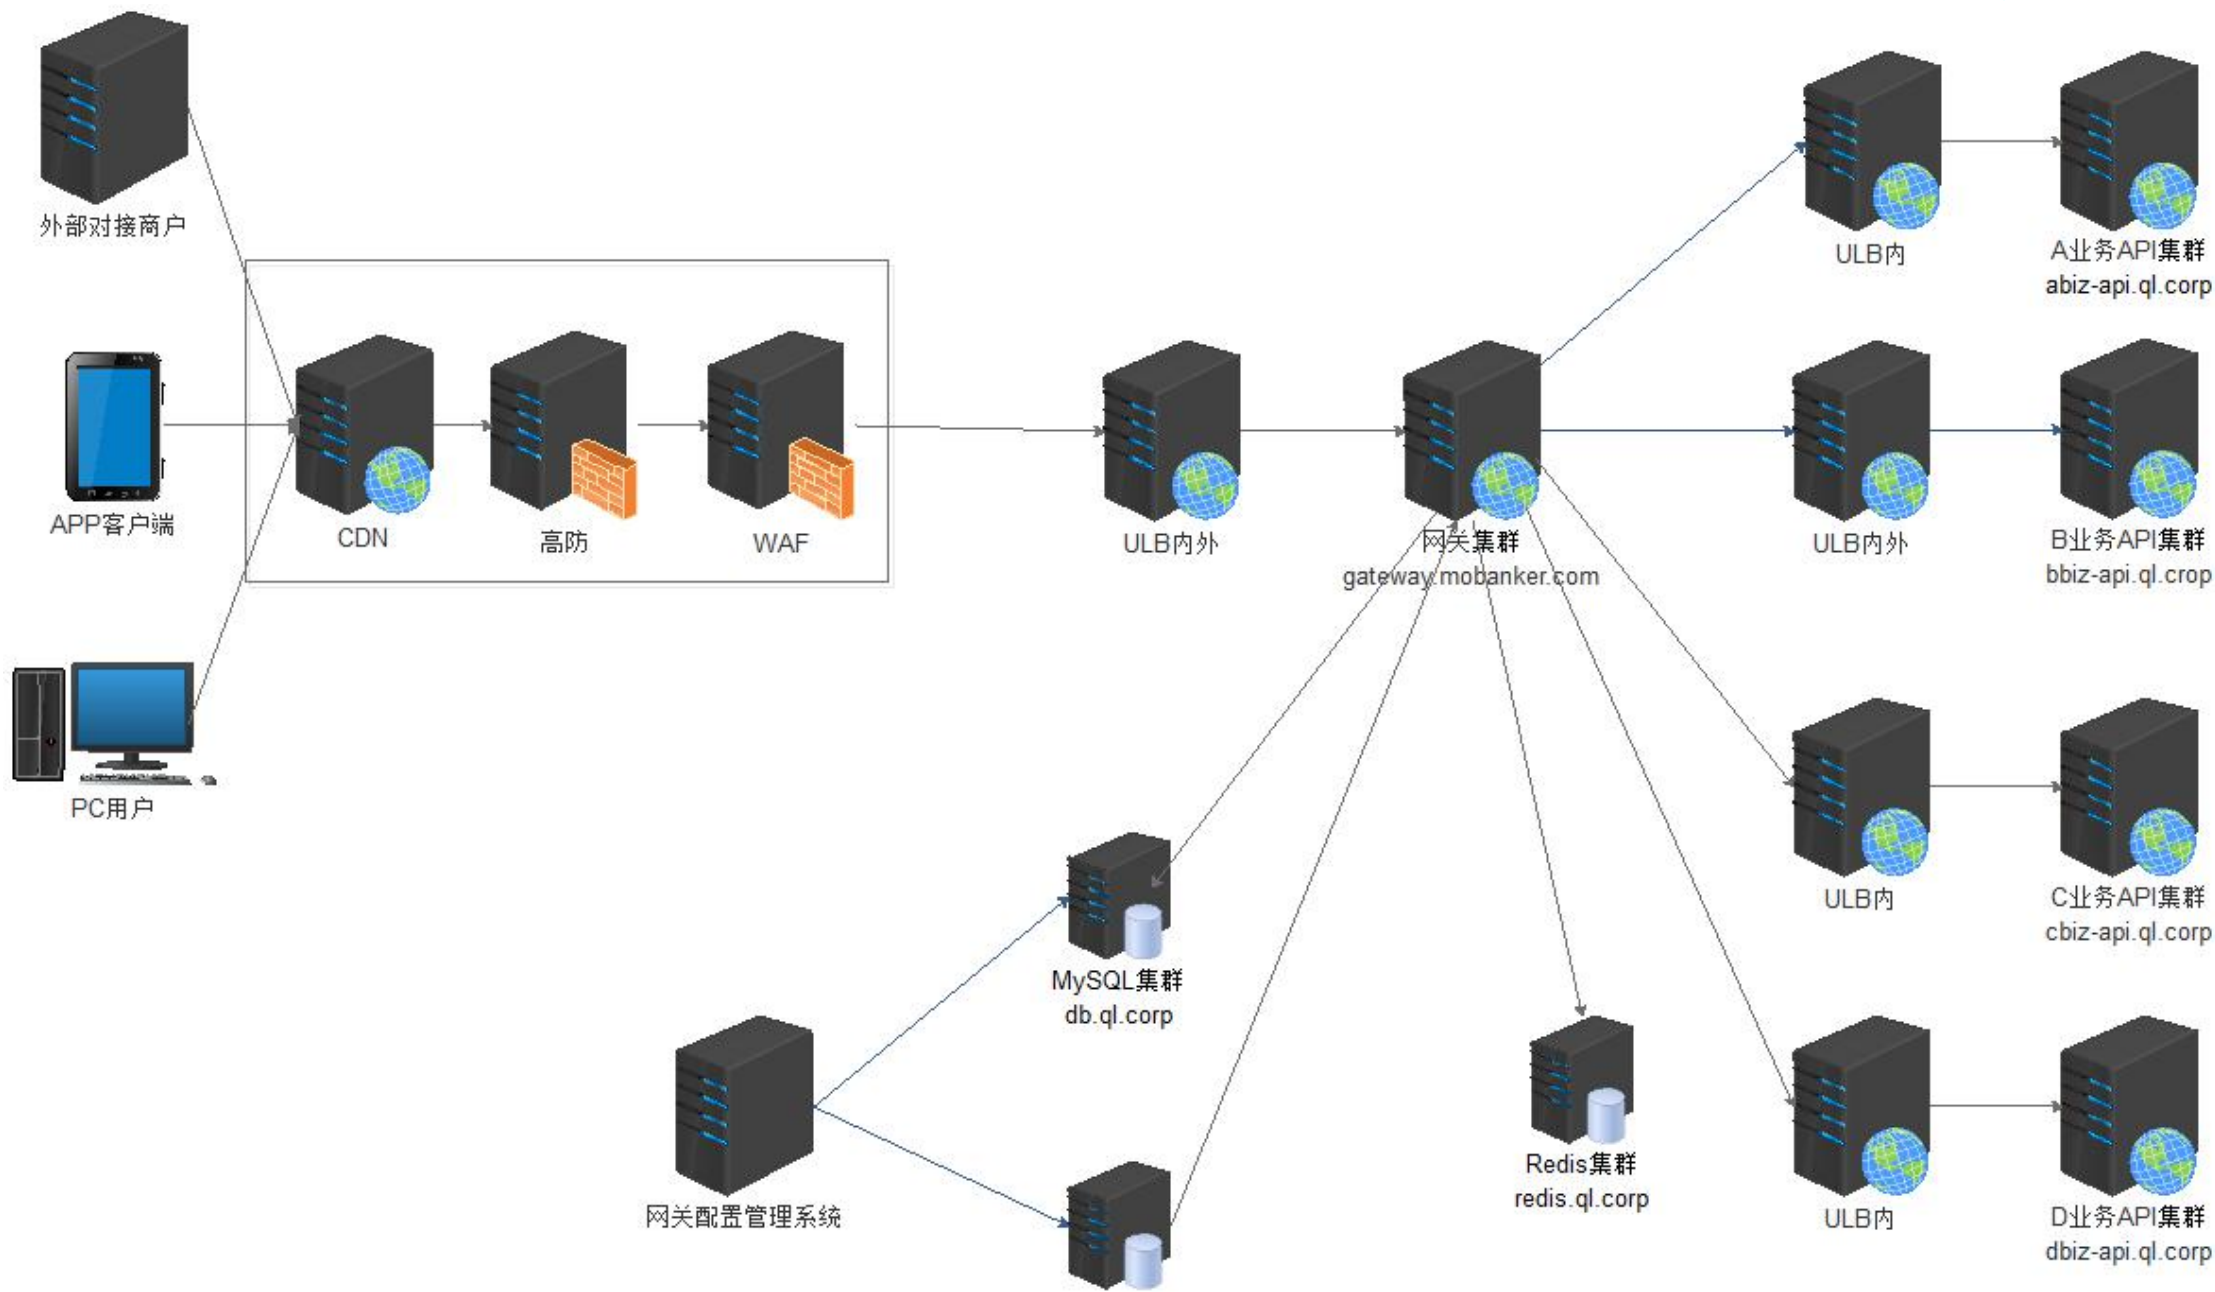 外部对接商户
APP客户端
PC用户
CDN
高防
WAF
ULB内外
网关集群
gateway.mobanker.com
ULB内
A业务API集群
abiz-api.ql.corp
ULB内外
B业务API集群
bbiz-api.ql.crop
ULB内
C业务API集群
cbiz-api.ql.corp
MySQL集群
db.ql.corp
网关配置管理系统
Redis集群
redis.ql.corp
ULB内
D业务API集群
dbiz-api.ql.corp